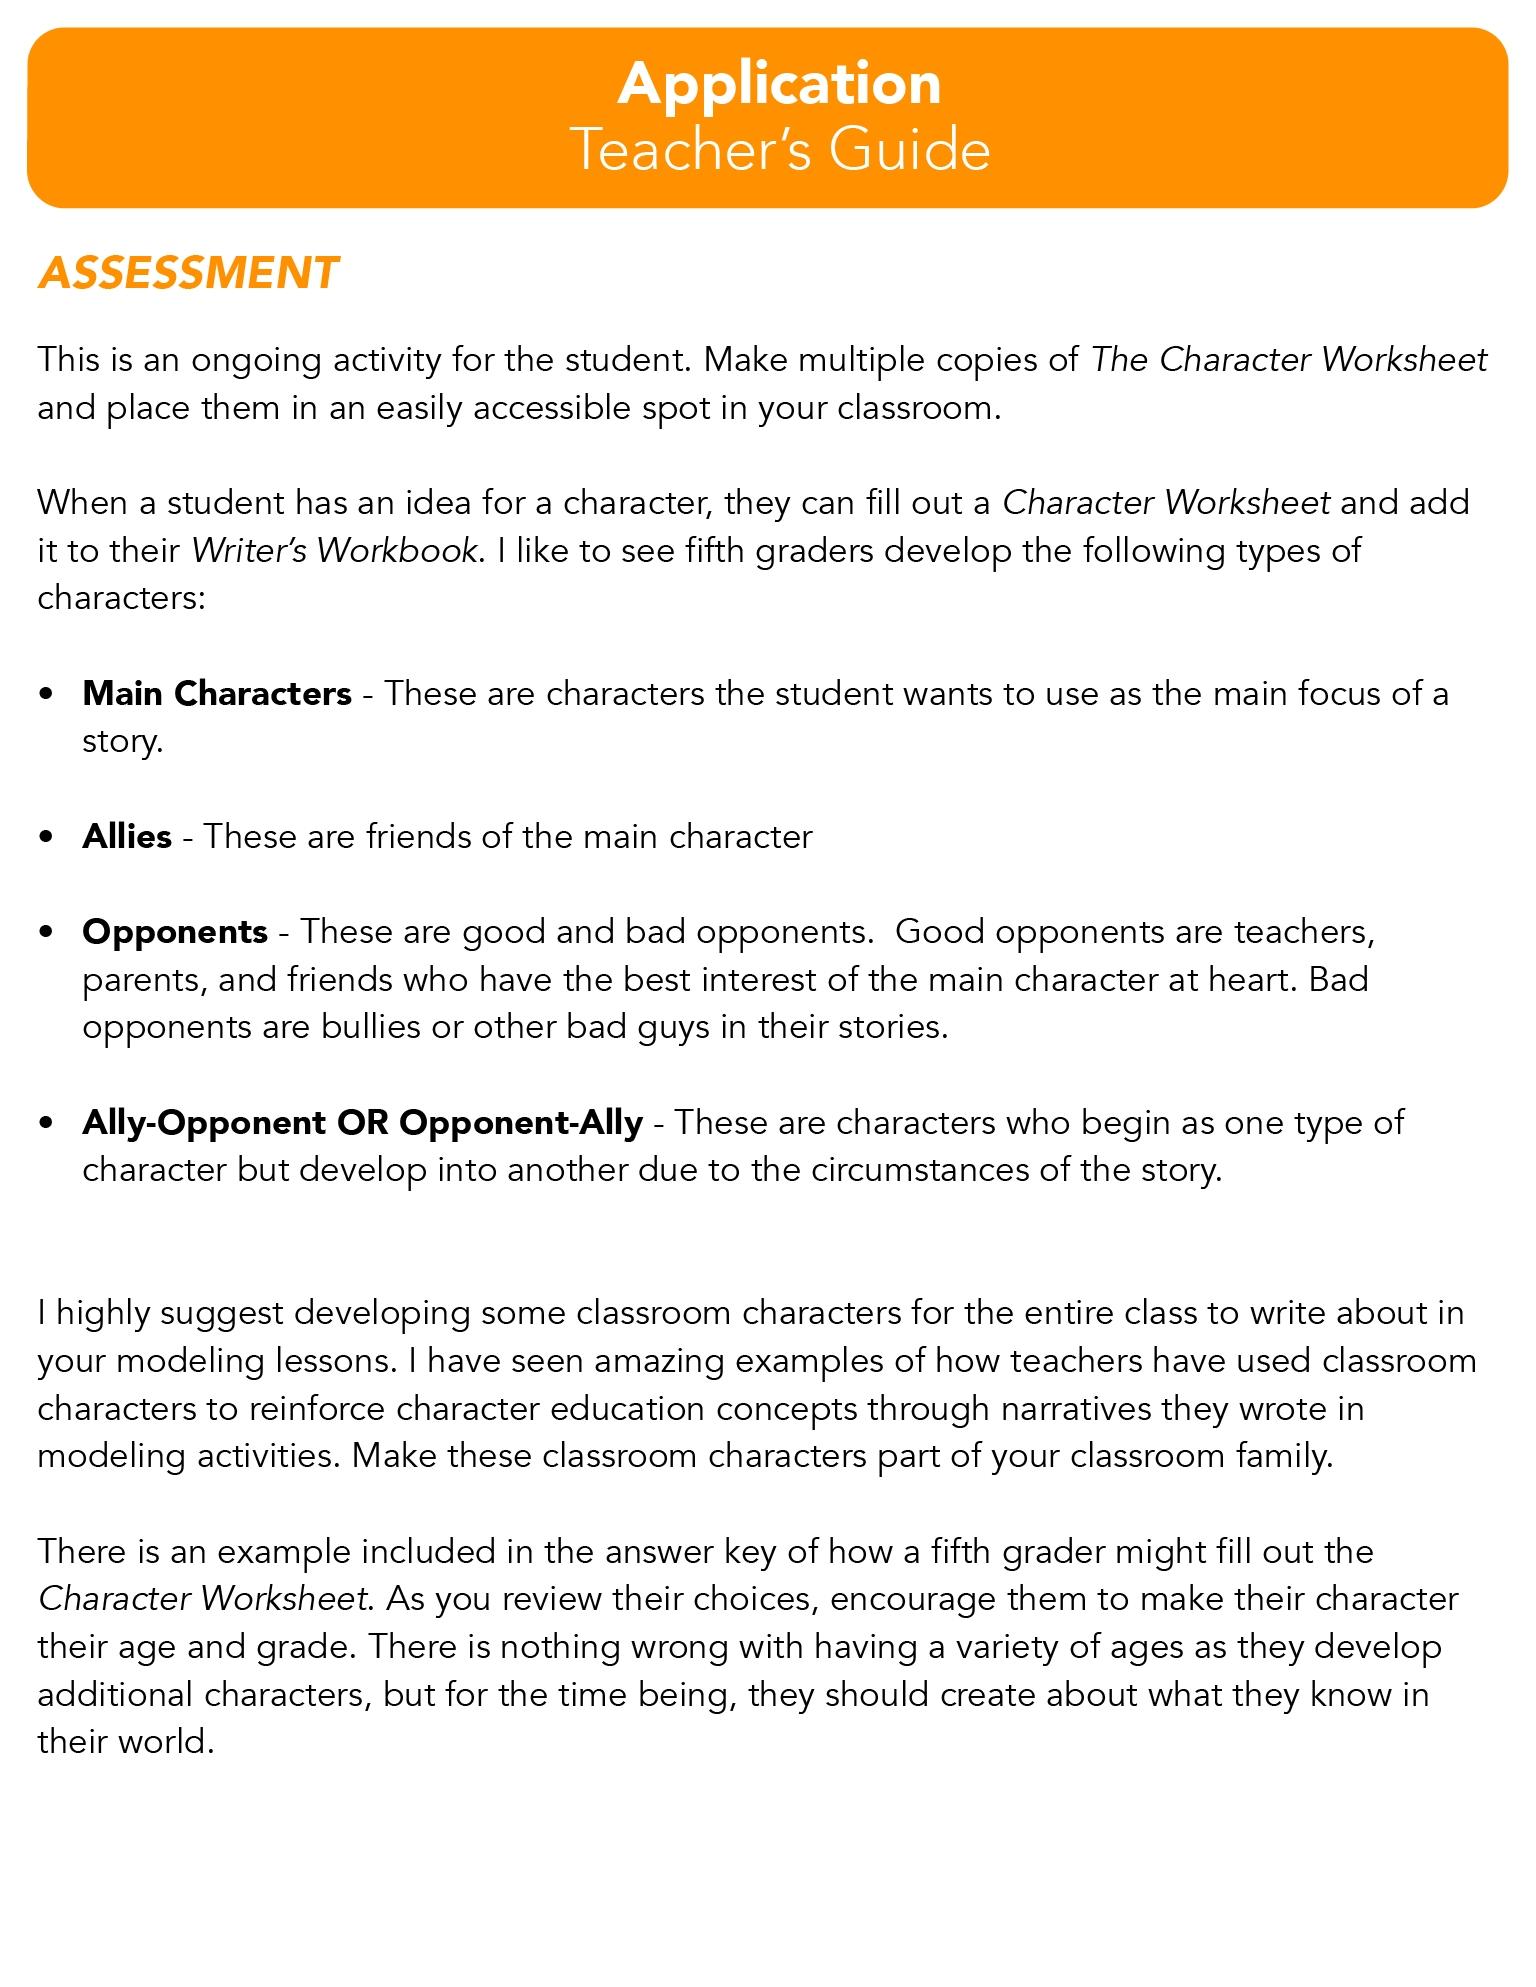 Application
Teacher’s Guide
ASSESSMENT
This is an ongoing activity for the student. Make multiple copies of The Character Worksheet
and place them in an easily accessible spot in your classroom.
When a student has an idea for a character, they can fill out a Character Worksheet and add
it to their Writer’s Workbook. I like to see fifth graders develop the following types of
characters:
• Main Characters - These are characters the student wants to use as the main focus of a
story.
• Allies - These are friends of the main character
• Opponents - These are good and bad opponents.  Good opponents are teachers,
parents, and friends who have the best interest of the main character at heart. Bad
opponents are bullies or other bad guys in their stories.
• Ally-Opponent OR Opponent-Ally - These are characters who begin as one type of
character but develop into another due to the circumstances of the story.
I highly suggest developing some classroom characters for the entire class to write about in
your modeling lessons. I have seen amazing examples of how teachers have used classroom
characters to reinforce character education concepts through narratives they wrote in
modeling activities. Make these classroom characters part of your classroom family.
There is an example included in the answer key of how a fifth grader might fill out the
Character Worksheet. As you review their choices, encourage them to make their character
their age and grade. There is nothing wrong with having a variety of ages as they develop
additional characters, but for the time being, they should create about what they know in
their world.